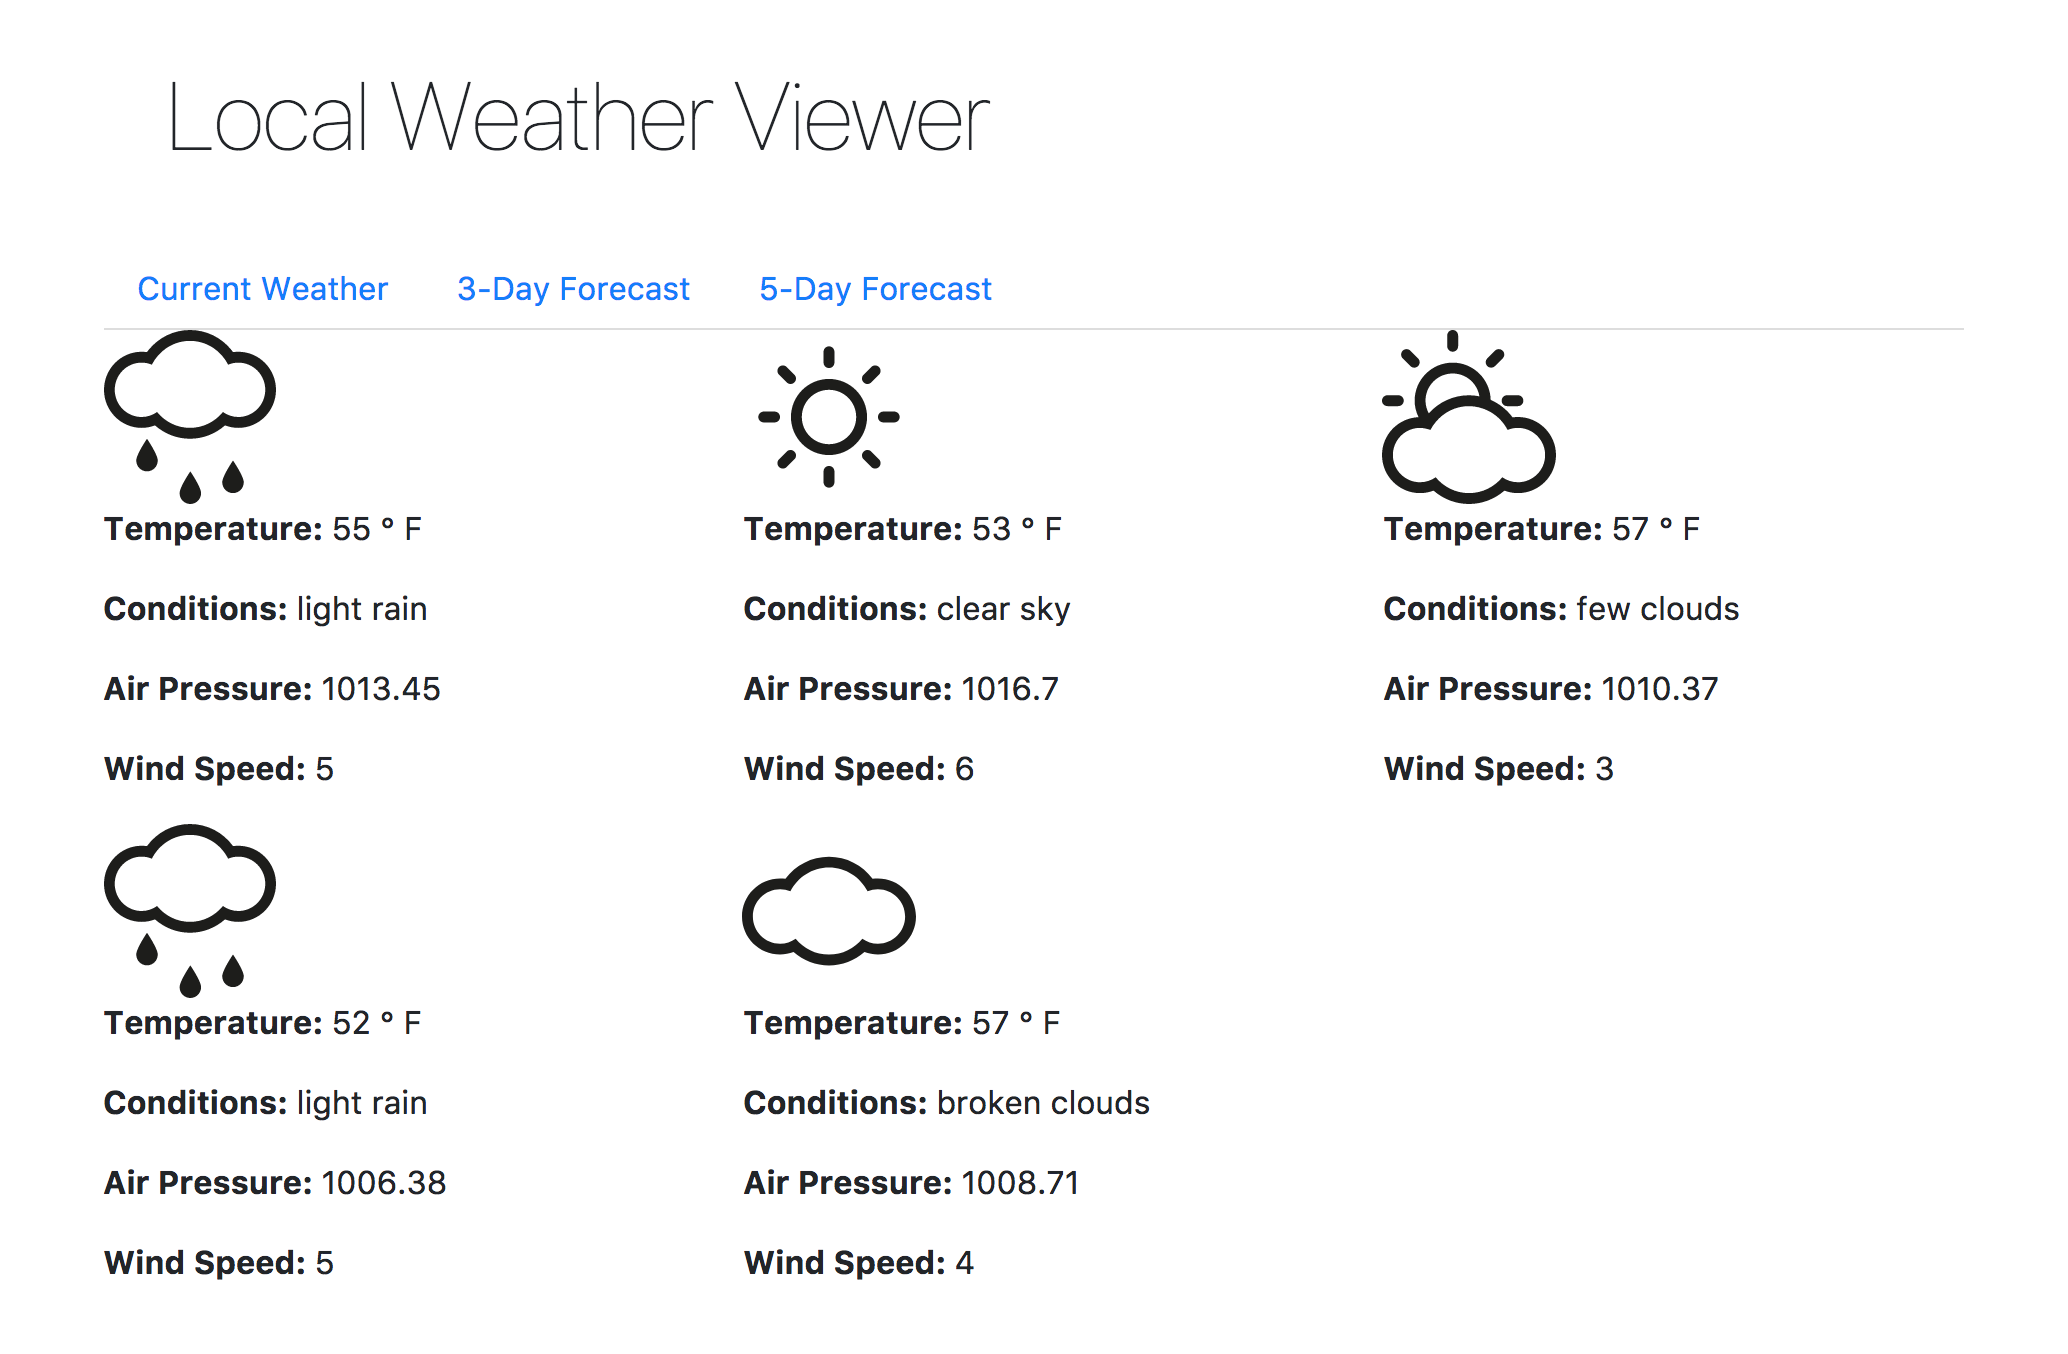 Local Weather Viewer
Current Weather 3-Day Forecast 5-Day Forecast
Temperature: 55 ° F
Conditions: light rain
Air Pressure: 1013.45
Wind Speed: 5
Temperature: 53 ° F
Conditions: clear sky
Air Pressure: 1016.7
Wind Speed: 6
Temperature: 57 ° F
Conditions: few clouds
Air Pressure: 1010.37
Wind Speed: 3
Temperature: 52 ° F
Conditions: light rain
Air Pressure: 1006.38
Wind Speed: 5
Temperature: 57 ° F
Conditions: broken clouds
Air Pressure: 1008.71
Wind Speed: 4